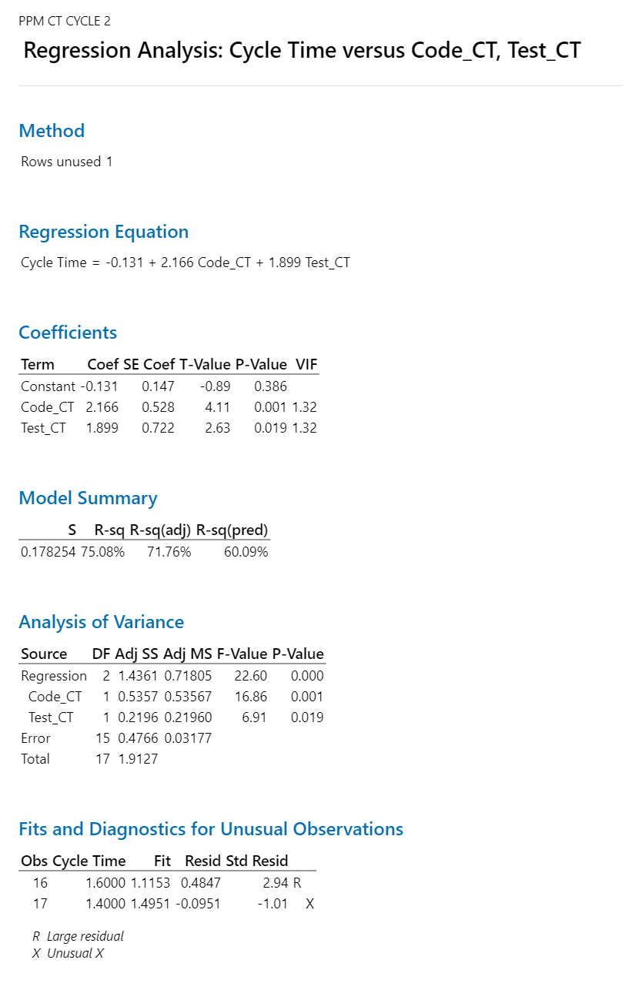 PPM CT CYCLE 2
Regression Analysis: Cycle Time versus Code_CT, Test_CT
Method
Rows unused 1
Regression Equation
Cycle Time = -0.131 + 2.166 Code_CT + 1.899 Test_CT
Coefficients
Term Coef SE Coef T-Value P-Value VIF
Constant -0.131 0.147 -0.89 0.386
Code_CT 2.166 0.528 4.11 0.001 1.32
Test_CT 1.899 0.722 2.63 0.019 1.32
Model Summary
S R-sq R-sq(adj) R-sq(pred)
0.178254 75.08% 71.76% 60.09%
Analysis of Variance
Source DF Adj SS Adj MS F-Value P-Value
Regression 2 1.4361 0.71805 22.60 0.000
Code_CT 1 0.5357 0.53567 16.86 0.001
Test_CT 1 0.2196 0.21960 6.91 0.019
Error 15 0.4766 0.03177
Total 17 1.9127
Fits and Diagnostics for Unusual Observations
Obs Cycle Time Fit Resid Std Resid
16 1.6000 1.1153 0.4847 2.94 R
17 1.4000 1.4951 -0.0951 -1.01 X
R Large residual
X Unusual X